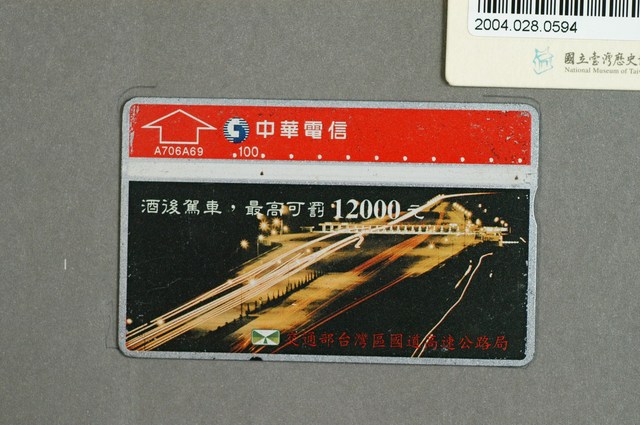 2004.028.0594
國立臺灣歷史
National Museum of Tai
中華電信
A706A69
100
酒後駕車，最高可罰 12000 元
交通部台灣區國道高速公路局